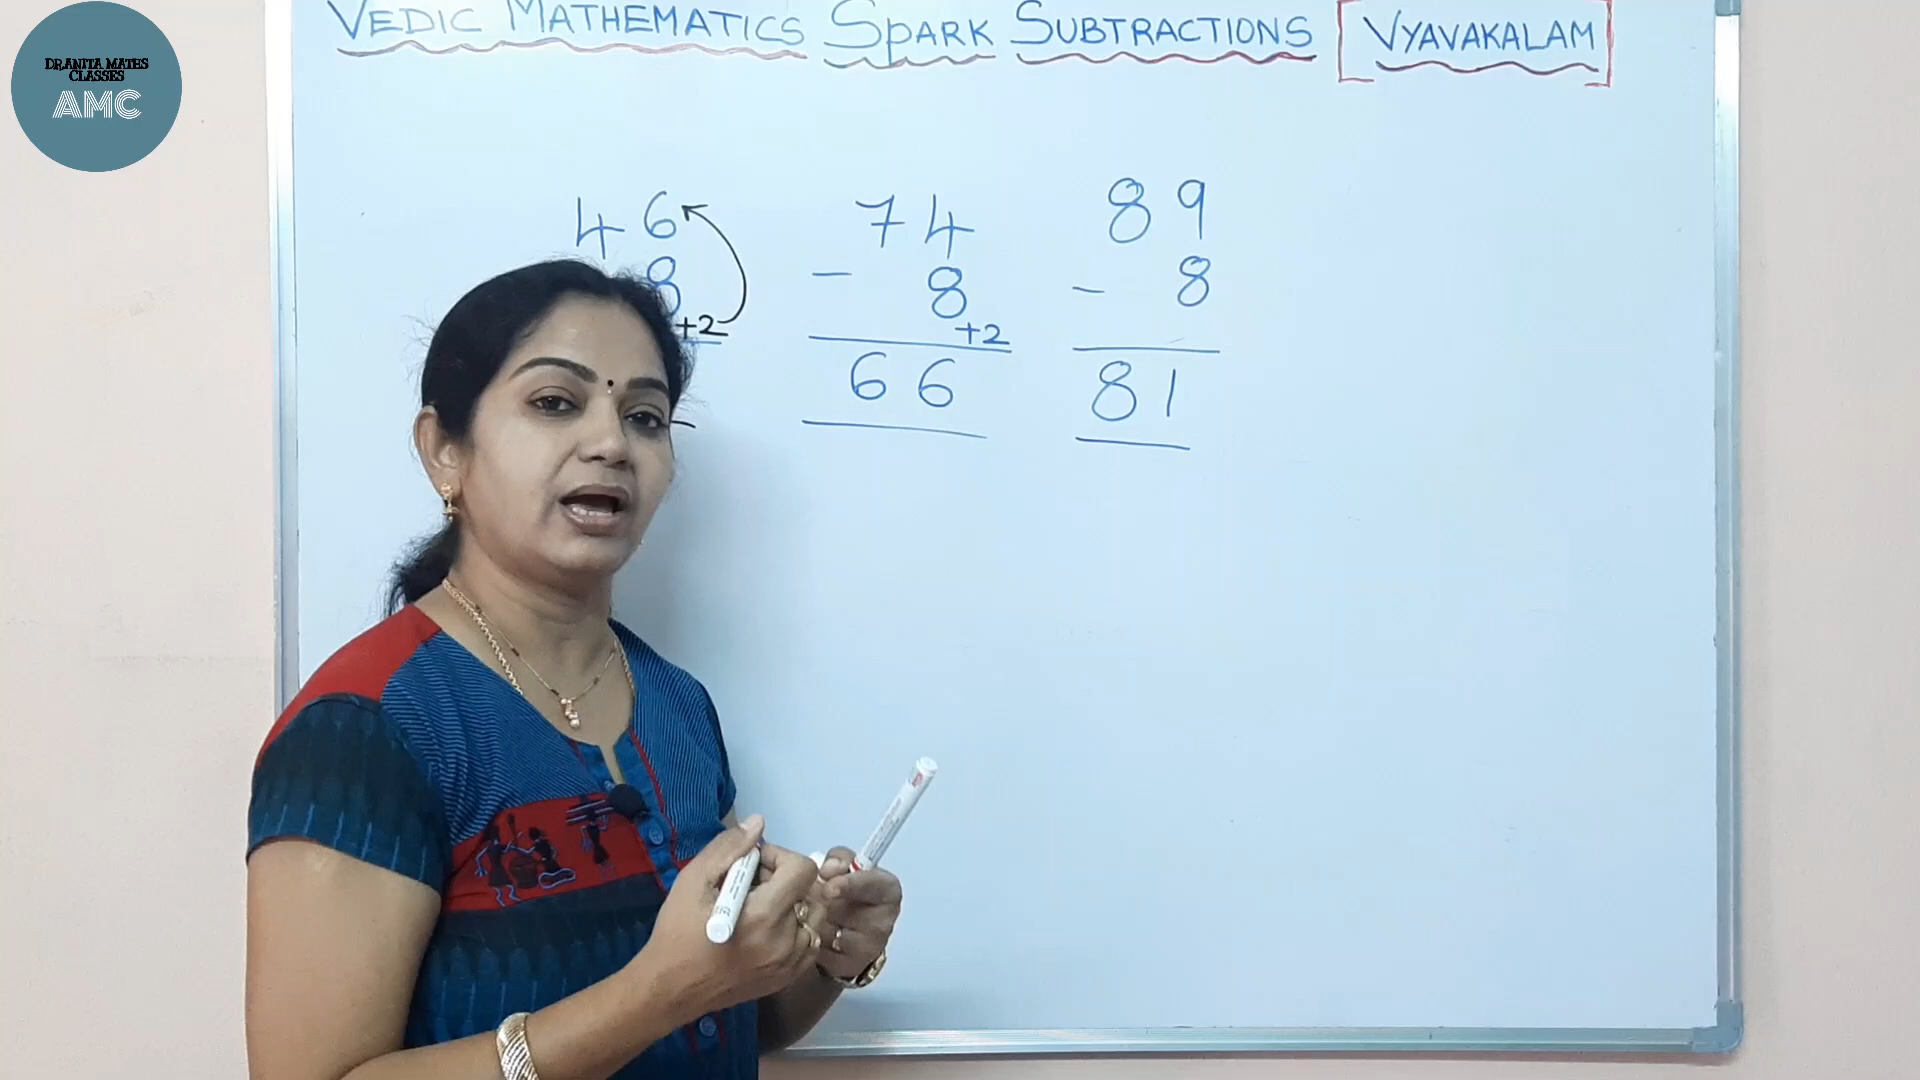 DR.ANITA MATHS
CLASSES
AMC
VEDIC MATHEMATICS SPARK SUBTRACTIONS [VYAVAKALAM]
46 74 89
8 - 8 - 8
+2 +2
66 81